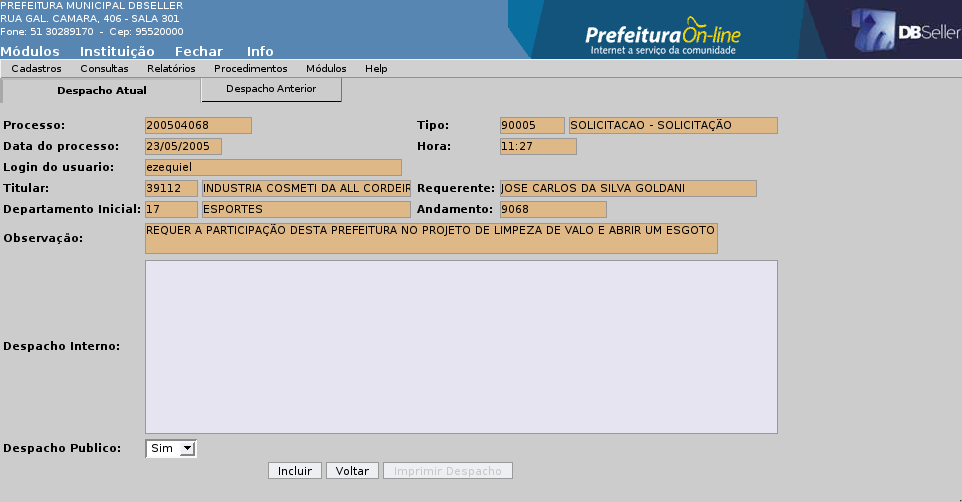 PREFEITURA MUNICIPAL DBSELLER
RUA GAL. CAMARA, 406 - SALA 301
Fone: 51 30289170 - Cep: 95520000
Módulos Instituição Fechar Info
PrefeituraOn-line
Internet a serviço da comunidade
DBSeller
Cadastros Consultas Relatórios Procedimentos Módulos Help
Despacho Atual Despacho Anterior
Processo: 200504068 Tipo: 90005 SOLICITACAO - SOLICITAÇÃO
Data do processo: 23/05/2005 Hora: 11:27
Login do usuario: ezequiel
Titular: 39112 INDUSTRIA COSMETI DA ALL CORDEIR Requerente: JOSE CARLOS DA SILVA GOLDANI
Departamento Inicial: 17 ESPORTES Andamento: 9068
Observação: REQUER A PARTICIPAÇÃO DESTA PREFEITURA NO PROJETO DE LIMPEZA DE VALO E ABRIR UM ESGOTO
Despacho Interno:
Despacho Publico: Sim
Incluir Voltar Imprimir Despacho